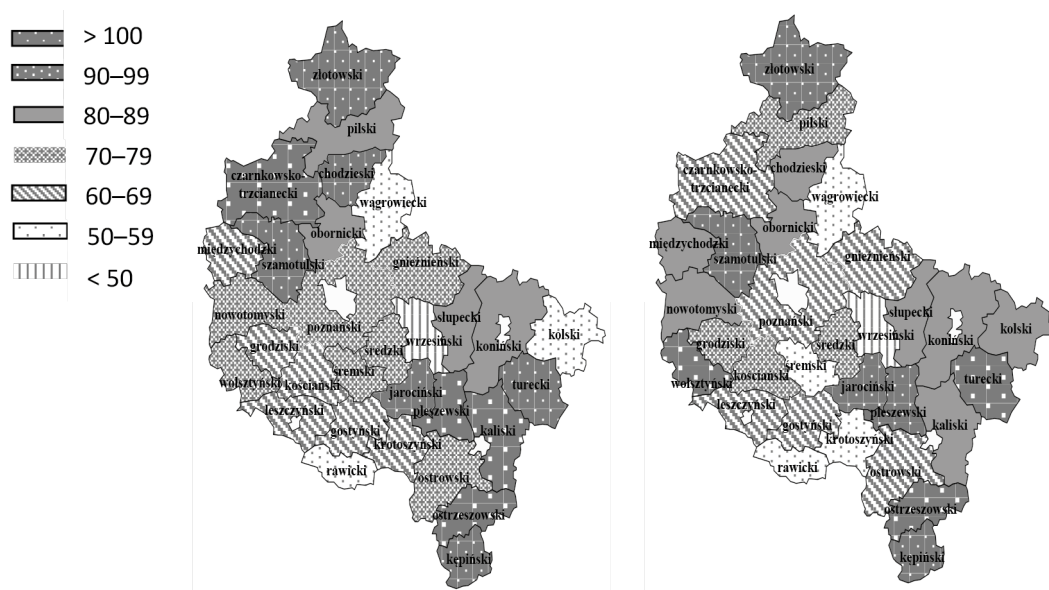 > 100
90–99
80–89
70–79
60–69
50–59
< 50
złotowski
pilski
czarnkowsko-
trzcianecki
chodzieski
wągrowiecki
obornicki
międzychodzki
szamotulski
gnieźnieński
nowotomyski
poznański
słupecki
wrzesiński
koniński
kolski
grodziski
średzki
wolsztyński
kościański
śremski
jarociński
turecki
pleszewski
leszczyński
gostyński
kaliski
krotoszyński
rawicki
ostrowski
ostrzeszowski
kępiński
złotowski
pilski
czarnkowsko-
trzcianecki
chodzieski
wągrowiecki
obornicki
międzychodzki
szamotulski
gnieźnieński
nowotomyski
poznański
słupecki
wrzesiński
koniński
kolski
grodziski
średzki
wolsztyński
kościański
śremski
jarociński
turecki
pleszewski
leszczyński
gostyński
kaliski
krotoszyński
rawicki
ostrowski
ostrzeszowski
kępiński